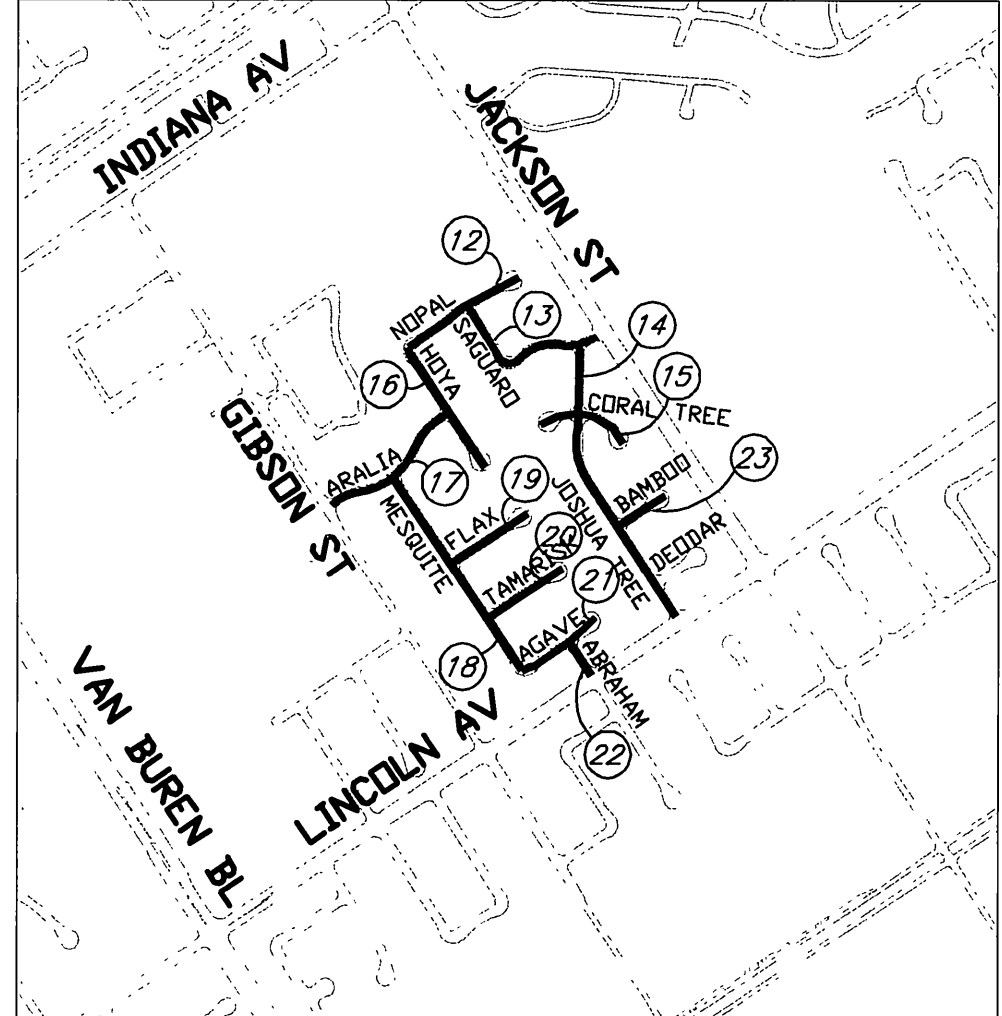 INDIANA AV
JACKSON ST
12
NOPAL
13
SAGUARO
14
16
HOYA
15
CORAL TREE
GIBSON ST
ARALIA
17
19
23
BAMBOO
MESQUITE
FLAX
20
JOSHUA TREE
DEODAR
TAMARISK
21
AGAVE
18
ABRAHAM
22
VAN BUREN BL
LINCOLN AV